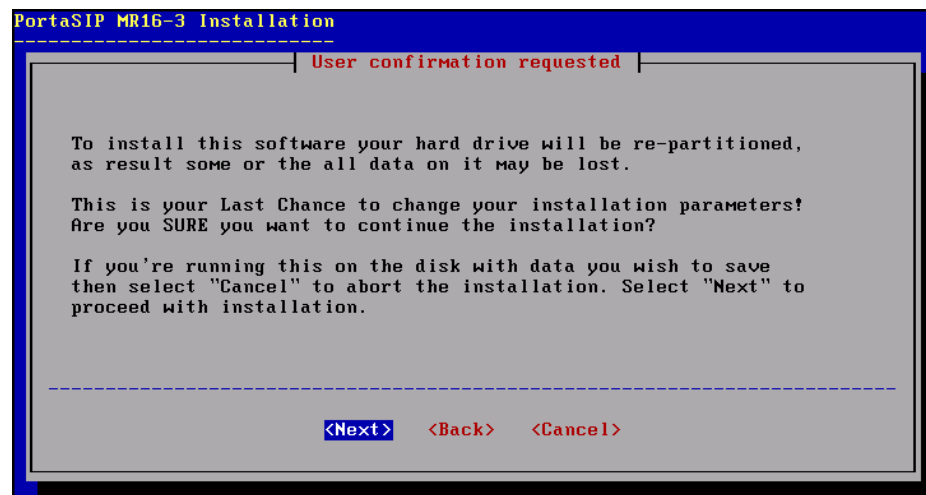 PortaSIP MR16-3 Installation
User confirmation requested
To install this software your hard drive will be re-partitioned,
as result some or the all data on it may be lost.
This is your Last Chance to change your installation parameters!
Are you SURE you want to continue the installation?
If you're running this on the disk with data you wish to save
then select "Cancel" to abort the installation. Select "Next" to
proceed with installation.
<Next> <Back> <Cancel>